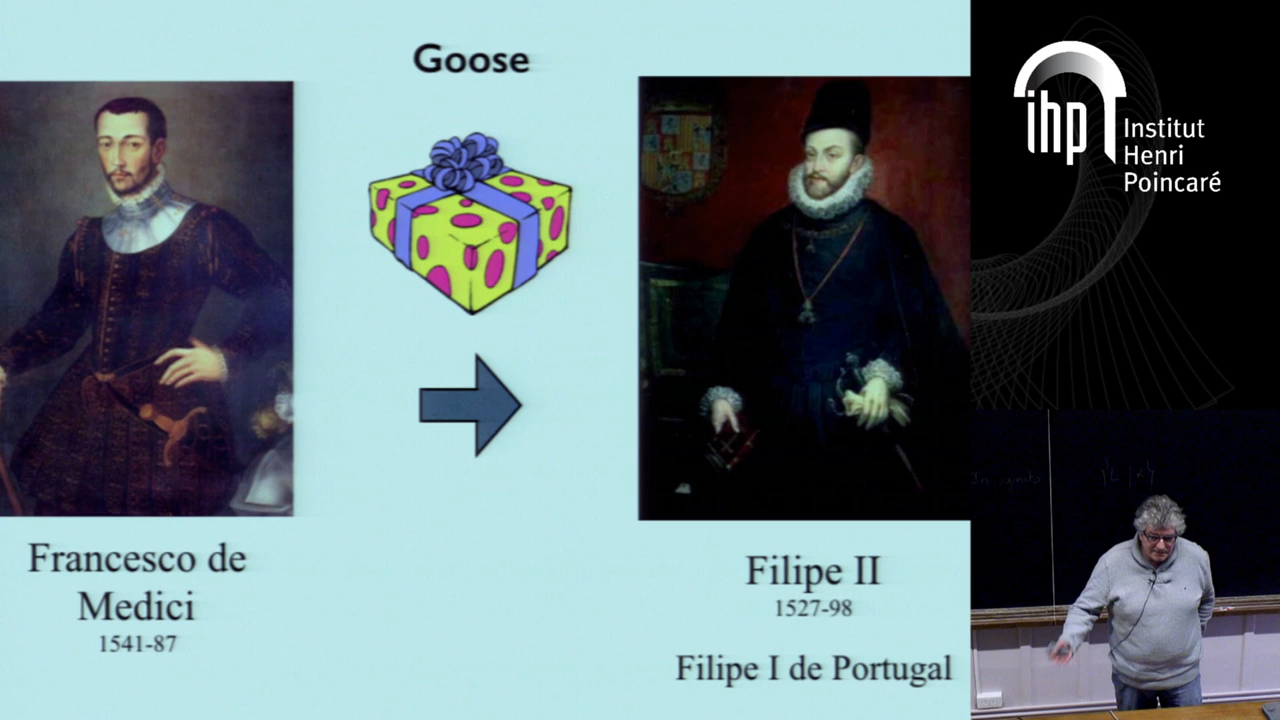 Goose
Francesco de
Medici
1541-87
Filipe II
1527-98
Filipe I de Portugal
ihp
Institut
Henri
Poincaré